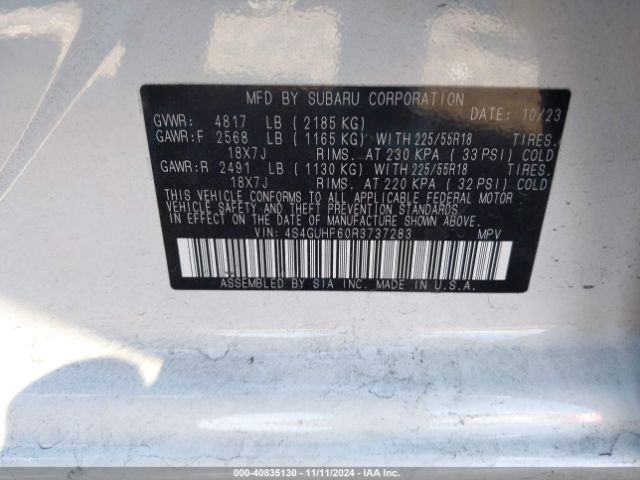 MFD BY SUBARU CORPORATION DATE: 10/23
GVWR: 4817 LB ( 2185 KG)
GAWR:F 2568 LB ( 1165 KG) WITH 225/55R18 TIRES.
18X7J RIMS. AT 230 KPA ( 33 PSI) COLD
GAWR:R 2491 LB ( 1130 KG) WITH 225/55R18 TIRES.
18X7J RIMS. AT 220 KPA ( 32 PSI) COLD
THIS VEHICLE CONFORMS TO ALL APPLICABLE FEDERAL MOTOR
VEHICLE SAFETY, BUMPER, AND THEFT PREVENTION STANDARDS
IN EFFECT ON THE DATE OF MANUFACTURE SHOWN ABOVE.
VIN: 4S4GUHF60R3737283 MPV
ASSEMBLED BY SIA INC. MADE IN U.S.A.
000-40835130 - 11/11/2024 - IAA Inc.